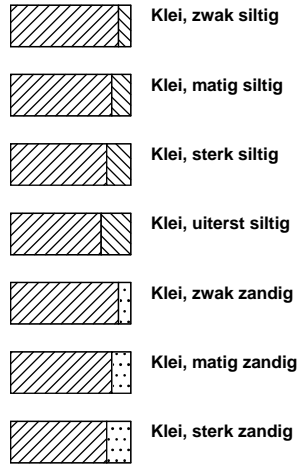 Klei, zwak siltig
Klei, matig siltig
Klei, sterk siltig
Klei, uiterst siltig
Klei, zwak zandig
Klei, matig zandig
Klei, sterk zandig